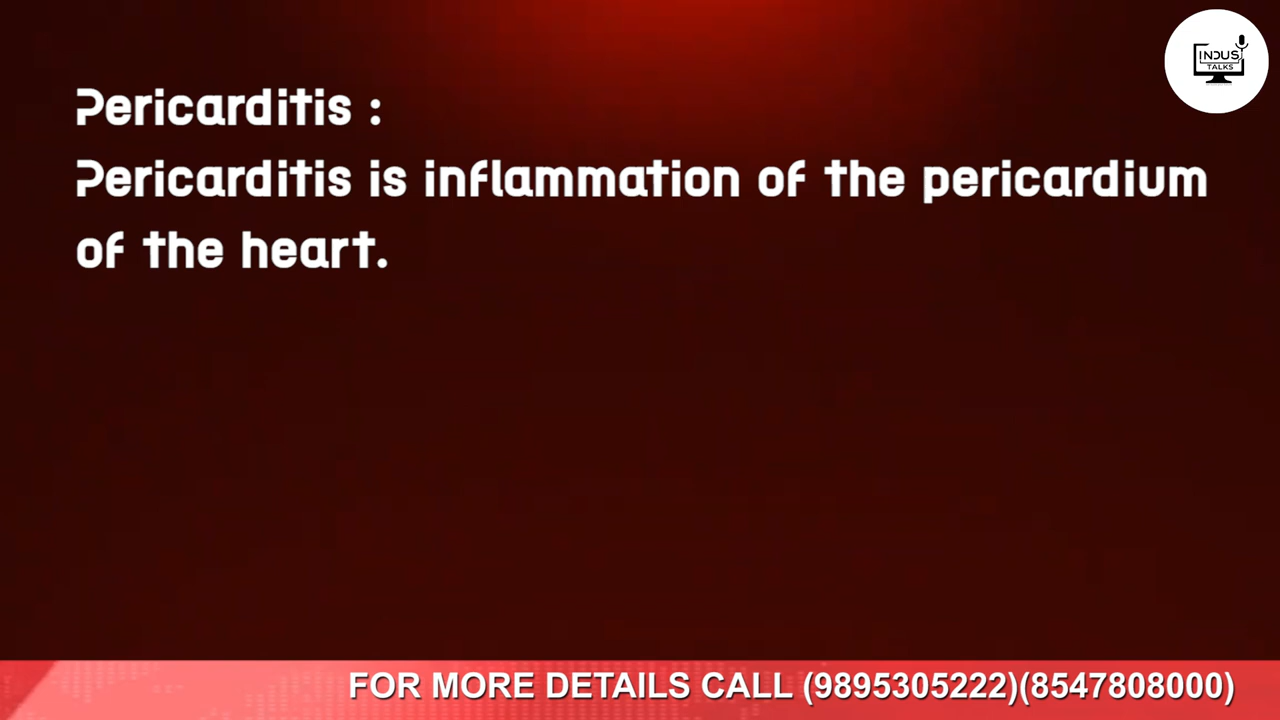 INDUS
TALKS
Pericarditis :
Pericarditis is inflammation of the pericardium
of the heart.
FOR MORE DETAILS CALL (9895305222)(8547808000)